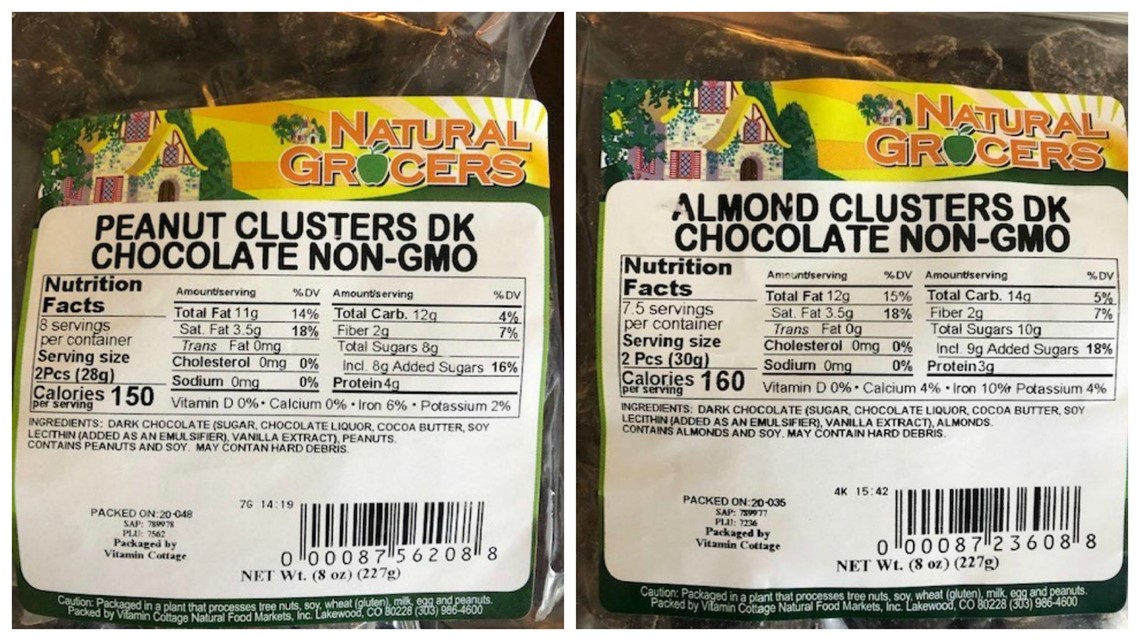 NATURAL
GROCERS
PEANUT CLUSTERS DK
CHOCOLATE NON-GMO
Nutrition
Facts
8 servings
per container
Serving size
2Pcs (28g)
Calories 150
per serving
Amount/serving %DV
Total Fat 11g 14%
Sat. Fat 3.5g 18%
Trans Fat 0mg
Cholesterol 0mg 0%
Sodium 0mg 0%
Amount/serving %DV
Total Carb. 12g 4%
Fiber 2g 7%
Total Sugars 8g
Incl. 8g Added Sugars 16%
Protein 4g
Vitamin D 0% • Calcium 0% • Iron 6% • Potassium 2%
INGREDIENTS: DARK CHOCOLATE (SUGAR, CHOCOLATE LIQUOR, COCOA BUTTER, SOY
LECITHIN (ADDED AS AN EMULSIFIER), VANILLA EXTRACT), PEANUTS.
CONTAINS PEANUTS AND SOY. MAY CONTAN HARD DEBRIS.
7G 14:19
PACKED ON:20-048
SAP: 789978
PLU: 7562
Packaged by
Vitamin Cottage
0 00087 56208 8
NET Wt. (8 oz) (227g)
Caution: Packaged in a plant that processes tree nuts, soy, wheat (gluten), milk, egg and peanuts.
Packed by Vitamin Cottage Natural Food Markets, Inc. Lakewood, CO 80228 (303) 986-4600
NATURAL
GROCERS
ALMOND CLUSTERS DK
CHOCOLATE NON-GMO
Nutrition
Facts
7.5 servings
per container
Serving size
2 Pcs (30g)
Calories 160
per serving
Amount/serving %DV
Total Fat 12g 15%
Sat. Fat 3.5g 18%
Trans Fat 0g
Cholesterol 0mg 0%
Sodium 0mg 0%
Amount/serving %DV
Total Carb. 14g 5%
Fiber 2g 7%
Total Sugars 10g
Incl. 9g Added Sugars 18%
Protein 3g
Vitamin D 0% • Calcium 4% • Iron 10% Potassium 4%
INGREDIENTS: DARK CHOCOLATE (SUGAR, CHOCOLATE LIQUOR, COCOA BUTTER, SOY
LECITHIN (ADDED AS AN EMULSIFIER), VANILLA EXTRACT), ALMONDS.
CONTAINS ALMONDS AND SOY. MAY CONTAIN HARD DEBRIS.
4K 15:42
PACKED ON:20-035
SAP: 789977
PLU: 7236
Packaged by
Vitamin Cottage
0 00087 23608 8
NET Wt. (8 oz) (227g)
Caution: Packaged in a plant that processes tree nuts, soy, wheat (gluten), milk, egg and peanuts.
Packed by Vitamin Cottage Natural Food Markets, Inc. Lakewood, CO 80228 (303) 986-4600